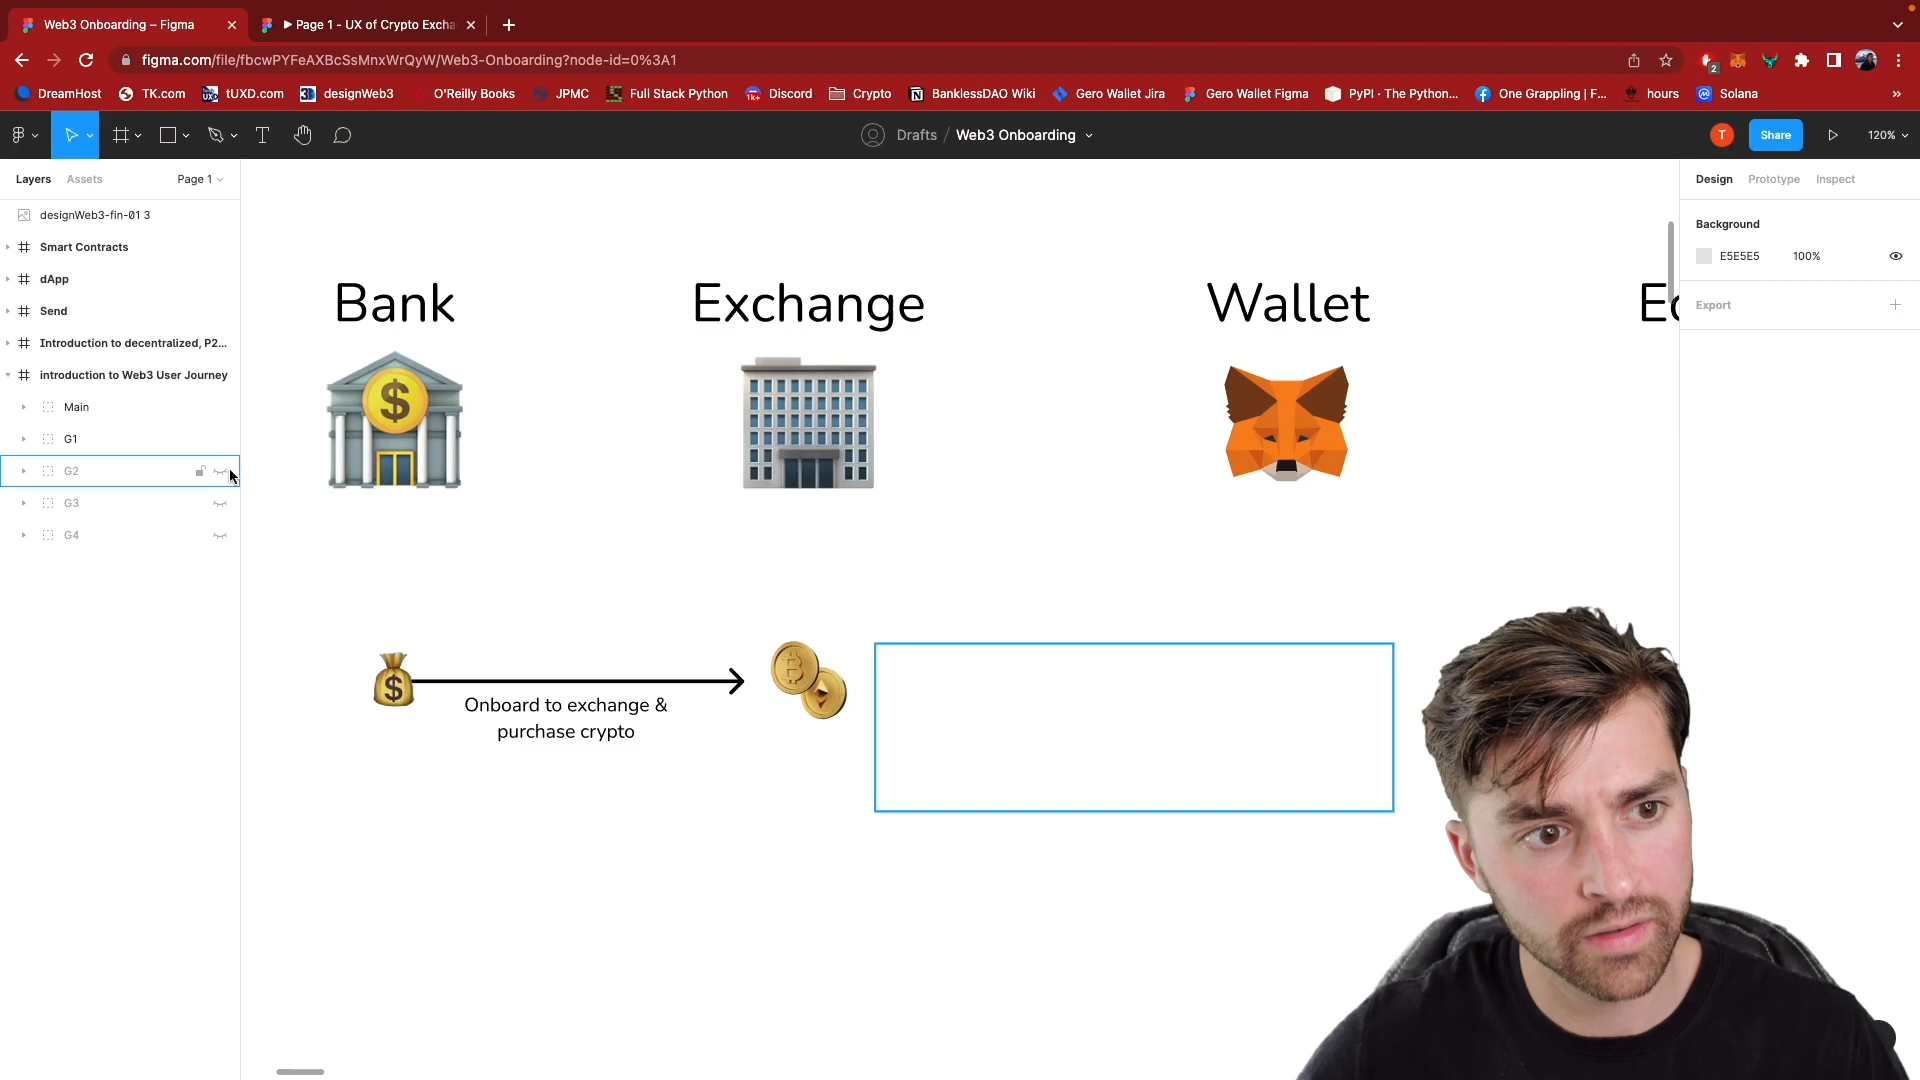 Web3 Onboarding – Figma
▶ Page 1 - UX of Crypto Excha
figma.com/file/fbcwPYFeAXBcSsMnxWrQyW/Web3-Onboarding?node-id=0%3A1
2
DreamHost
TK.com
tUXD.com
designWeb3
O'Reilly Books
JPMC
Full Stack Python
1K+
Discord
Crypto
BanklessDAO Wiki
Gero Wallet Jira
Gero Wallet Figma
PyPI · The Python...
One Grappling | F...
hours
Solana
»
Drafts / Web3 Onboarding
T
Share
120%
Layers
Assets
Page 1
Design
Prototype
Inspect
designWeb3-fin-01 3
Smart Contracts
dApp
Send
Introduction to decentralized, P2...
introduction to Web3 User Journey
Main
G1
G2
G3
G4
Background
E5E5E5
100%
Export
Bank
Exchange
Wallet
$
$
Onboard to exchange &
purchase crypto